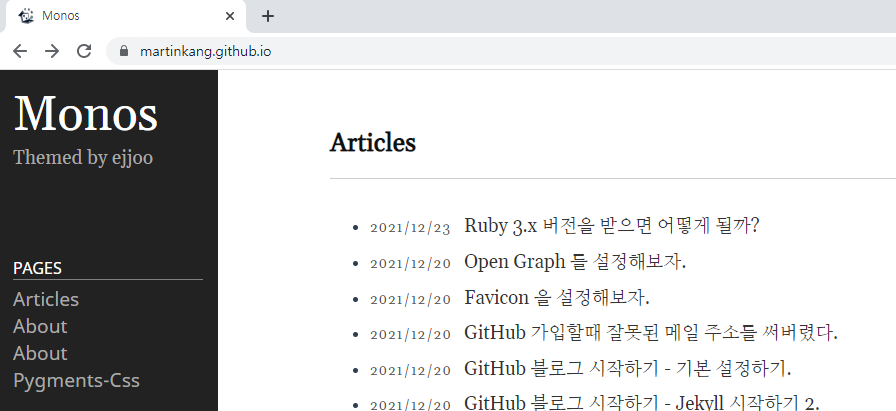 Monos
martinkang.github.io
Monos
Themed by ejjoo
PAGES
Articles
About
About
Pygments-Css
Articles
2021/12/23 Ruby 3.x 버전을 받으면 어떻게 될까?
2021/12/20 Open Graph 를 설정해보자.
2021/12/20 Favicon 을 설정해보자.
2021/12/20 GitHub 가입할때 잘못된 메일 주소를 써버렸다.
2021/12/20 GitHub 블로그 시작하기 - 기본 설정하기.
2021/12/20 GitHub 블로그 시작하기 - Jekyll 시작하기 2.